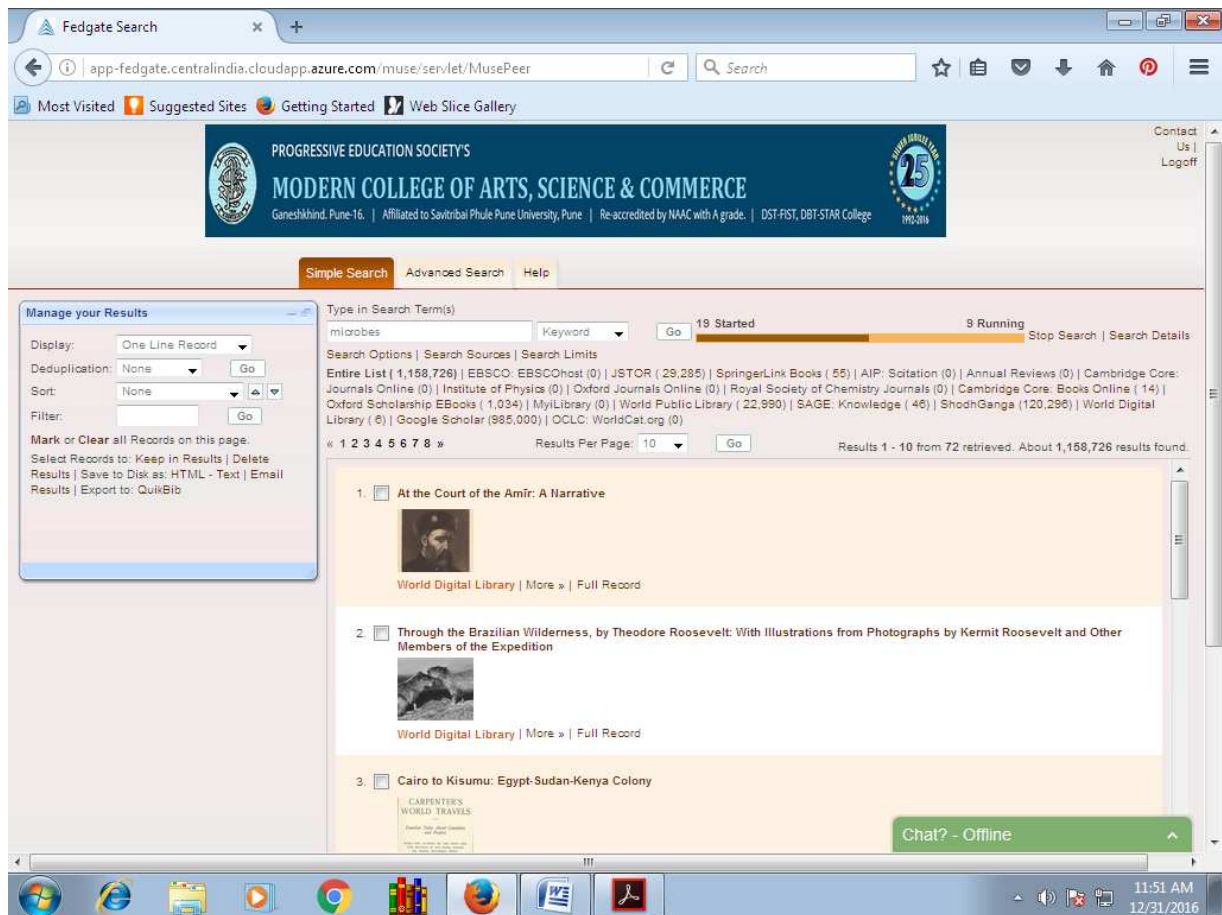 Fedgate Search
app-fedgate.centralindia.cloudapp.azure.com/muse/servlet/MusePeer
Search
Most Visited Suggested Sites Getting Started Web Slice Gallery
Contact Us |
Logoff
PROGRESSIVE EDUCATION SOCIETY'S
MODERN COLLEGE OF ARTS, SCIENCE & COMMERCE
Ganeshkhind. Pune-16. | Affiliated to Savitribai Phule Pune University, Pune | Re-accredited by NAAC with A grade. | DST-FIST, DBT-STAR College
25
1992-2016
Simple Search Advanced Search Help
Manage your Results
Display: One Line Record
Deduplication: None Go
Sort: None
Filter: Go
Mark or Clear all Records on this page.
Select Records to: Keep in Results | Delete
Results | Save to Disk as: HTML - Text | Email
Results | Export to: QuikBib
Type in Search Term(s)
microbes Keyword Go 19 Started 9 Running
Stop Search | Search Details
Search Options | Search Sources | Search Limits
Entire List ( 1,158,726) | EBSCO: EBSCOhost (0) | JSTOR ( 29,285) | SpringerLink Books ( 55) | AIP: Scitation (0) | Annual Reviews (0) | Cambridge Core:
Journals Online (0) | Institute of Physics (0) | Oxford Journals Online (0) | Royal Society of Chemistry Journals (0) | Cambridge Core: Books Online ( 14) |
Oxford Scholarship EBooks ( 1,034) | MyiLibrary (0) | World Public Library ( 22,990) | SAGE: Knowledge ( 46) | ShodhGanga (120,296) | World Digital
Library ( 6) | Google Scholar (985,000) | OCLC: WorldCat.org (0)
« 1 2 3 4 5 6 7 8 » Results Per Page: 10 Go Results 1 - 10 from 72 retrieved. About 1,158,726 results found.
1. At the Court of the Amīr: A Narrative
World Digital Library | More » | Full Record
2. Through the Brazilian Wilderness, by Theodore Roosevelt: With Illustrations from Photographs by Kermit Roosevelt and Other
Members of the Expedition
World Digital Library | More » | Full Record
3. Cairo to Kisumu: Egypt-Sudan-Kenya Colony
CARPENTER'S
WORLD TRAVELS
Chat? - Offline
11:51 AM
12/31/2016